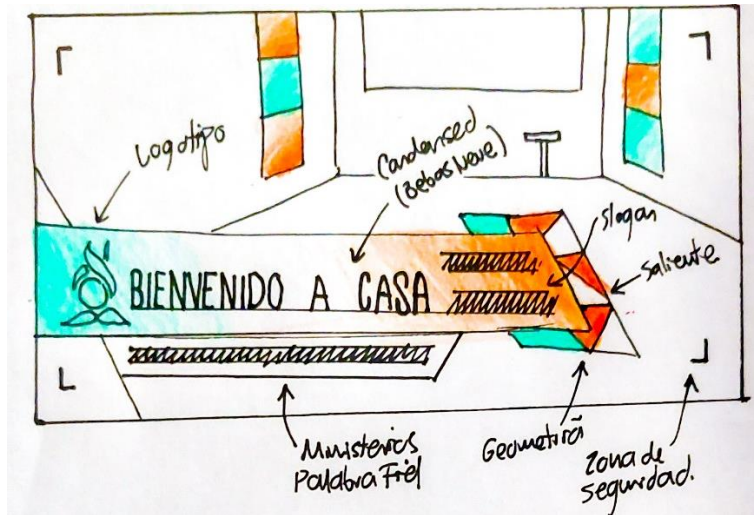 Logotipo
Condensed
(Bebas Neue)
Slogan
Saliente
BIENVENIDO A CASA
Ministerios
Palabra Fiel
Geometría
Zona de
seguridad.